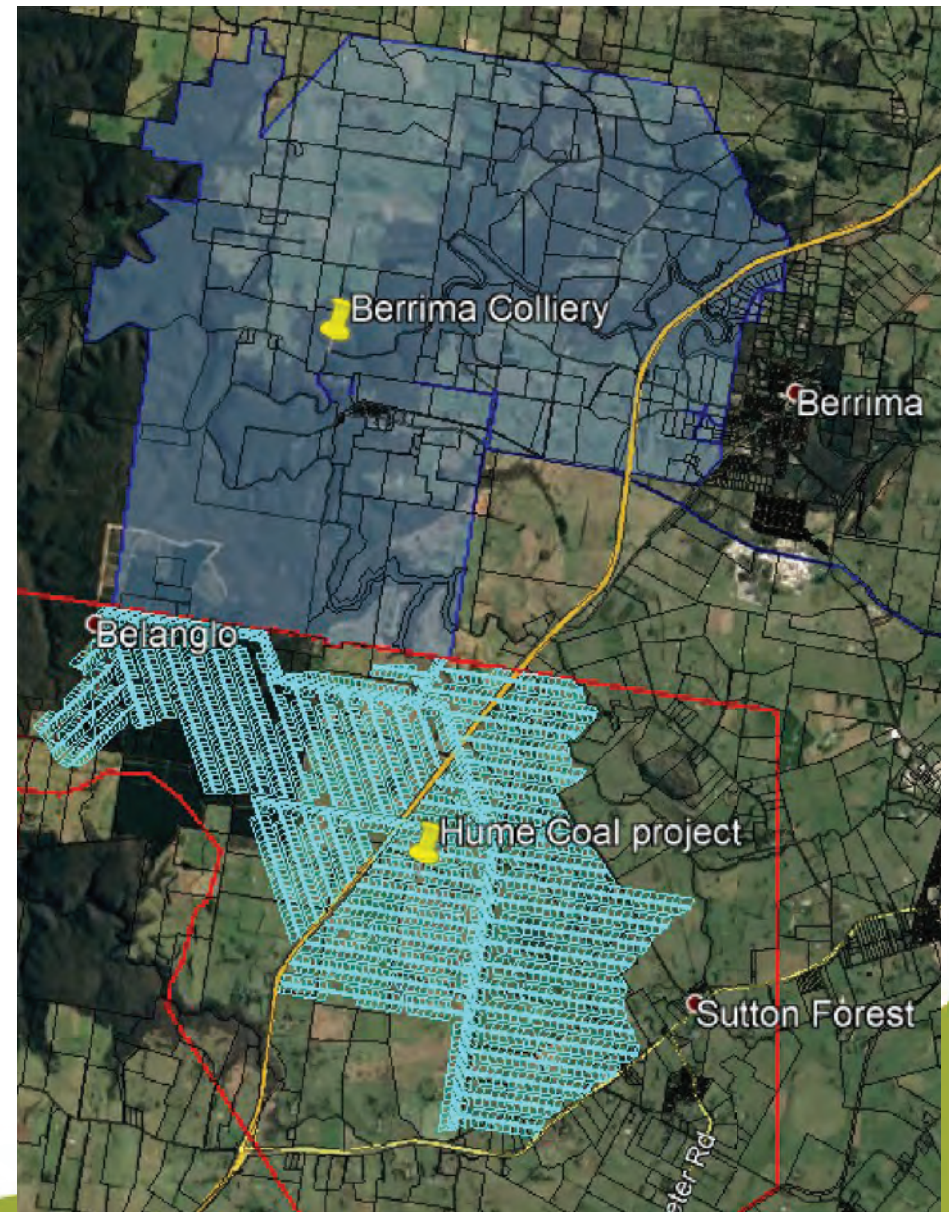 Berrima Colliery
Berrima
Belanglo
Hume Coal project
Sutton Forest
eter Rd